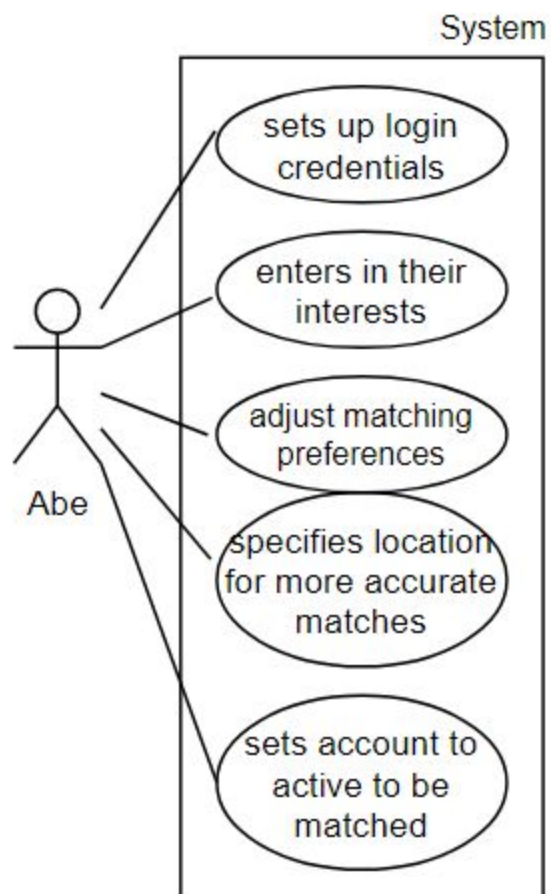 System
sets up login
credentials
enters in their
interests
adjust matching
preferences
Abe
specifies location
for more accurate
matches
sets account to
active to be
matched